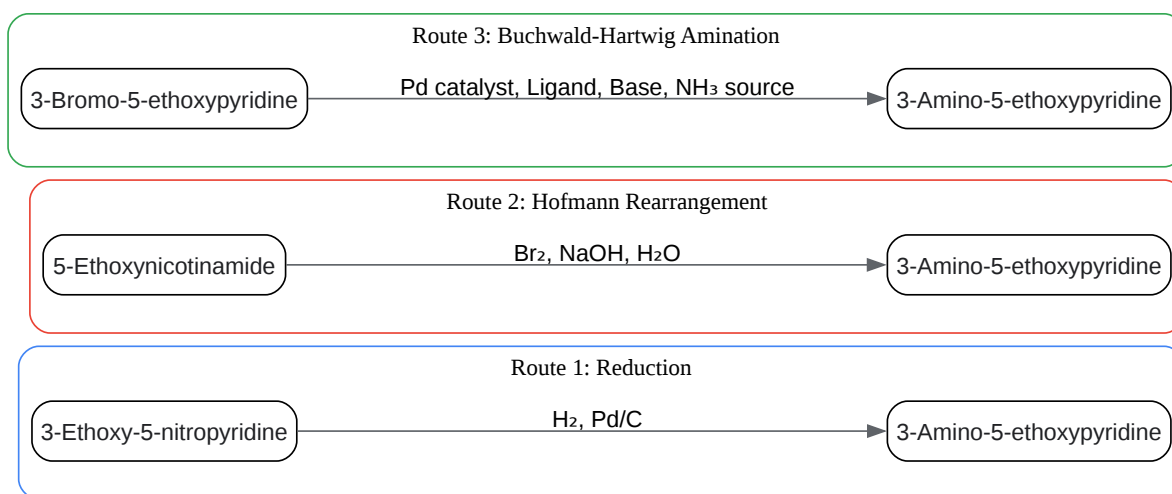 Route 3: Buchwald-Hartwig Amination
3-Bromo-5-ethoxypyridine
Pd catalyst, Ligand, Base, NH₃ source
3-Amino-5-ethoxypyridine
Route 2: Hofmann Rearrangement
5-Ethoxynicotinamide
Br₂, NaOH, H₂O
3-Amino-5-ethoxypyridine
Route 1: Reduction
3-Ethoxy-5-nitropyridine
H₂, Pd/C
3-Amino-5-ethoxypyridine